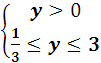 y > 0
1/3 ≤ y ≤ 3